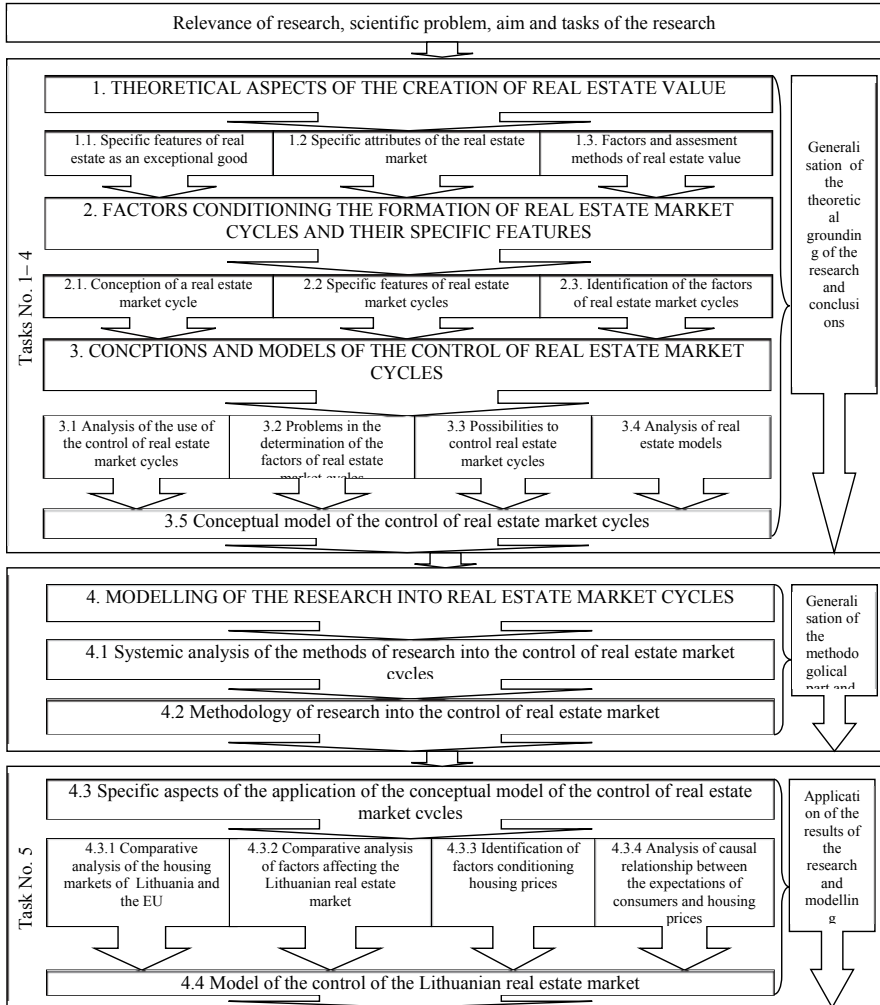 Relevance of research, scientific problem, aim and tasks of the research
Tasks No. 1– 4
1. THEORETICAL ASPECTS OF THE CREATION OF REAL ESTATE VALUE
1.1. Specific features of real
estate as an exceptional good
1.2 Specific attributes of the real estate
market
1.3. Factors and assesment
methods of real estate value
2. FACTORS CONDITIONING THE FORMATION OF REAL ESTATE MARKET
CYCLES AND THEIR SPECIFIC FEATURES
2.1. Conception of a real estate
market cycle
2.2 Specific features of real estate
market cycles
2.3. Identification of the factors
of real estate market cycles
3. CONCPTIONS AND MODELS OF THE CONTROL OF REAL ESTATE MARKET
CYCLES
3.1 Analysis of the use of
the control of real estate
market cycles
3.2 Problems in the
determination of the
factors of real estate
market cycles
3.3 Possibilities to
control real estate
market cycles
3.4 Analysis of real
estate models
3.5 Conceptual model of the control of real estate market cycles
Generali
sation of
the
theoretic
al
groundin
g of the
research
and
conclusi
ons
4. MODELLING OF THE RESEARCH INTO REAL ESTATE MARKET CYCLES
4.1 Systemic analysis of the methods of research into the control of real estate market
cycles
4.2 Methodology of research into the control of real estate market
Generali
sation of
the
methodo
golical
part and
Task No. 5
4.3 Specific aspects of the application of the conceptual model of the control of real estate
market cycles
4.3.1 Comparative
analysis of the housing
markets of Lithuania and
the EU
4.3.2 Comparative analysis
of factors affecting the
Lithuanian real estate
market
4.3.3 Identification of
factors conditioning
housing prices
4.3.4 Analysis of causal
relationship between
the expectations of
consumers and housing
prices
4.4 Model of the control of the Lithuanian real estate market
Applicati
on of the
results of
the
research
and
modellin
g